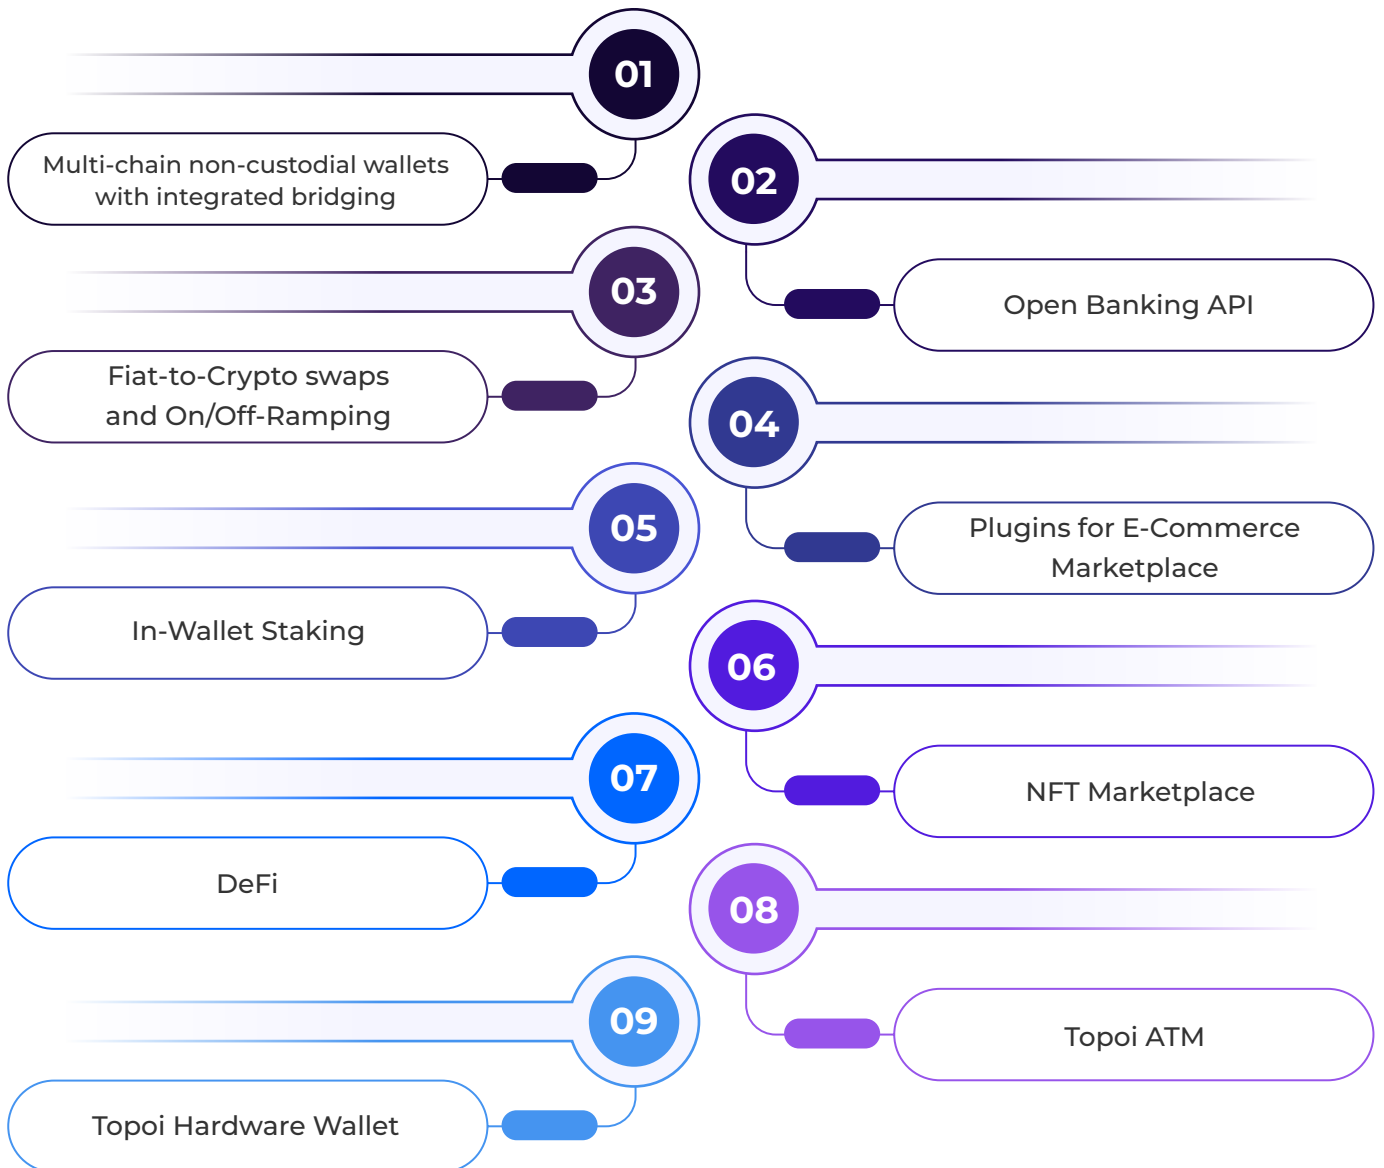 01
Multi-chain non-custodial wallets
with integrated bridging
02
Open Banking API
03
Fiat-to-Crypto swaps
and On/Off-Ramping
04
Plugins for E-Commerce
Marketplace
05
In-Wallet Staking
06
NFT Marketplace
07
DeFi
08
Topoi ATM
09
Topoi Hardware Wallet